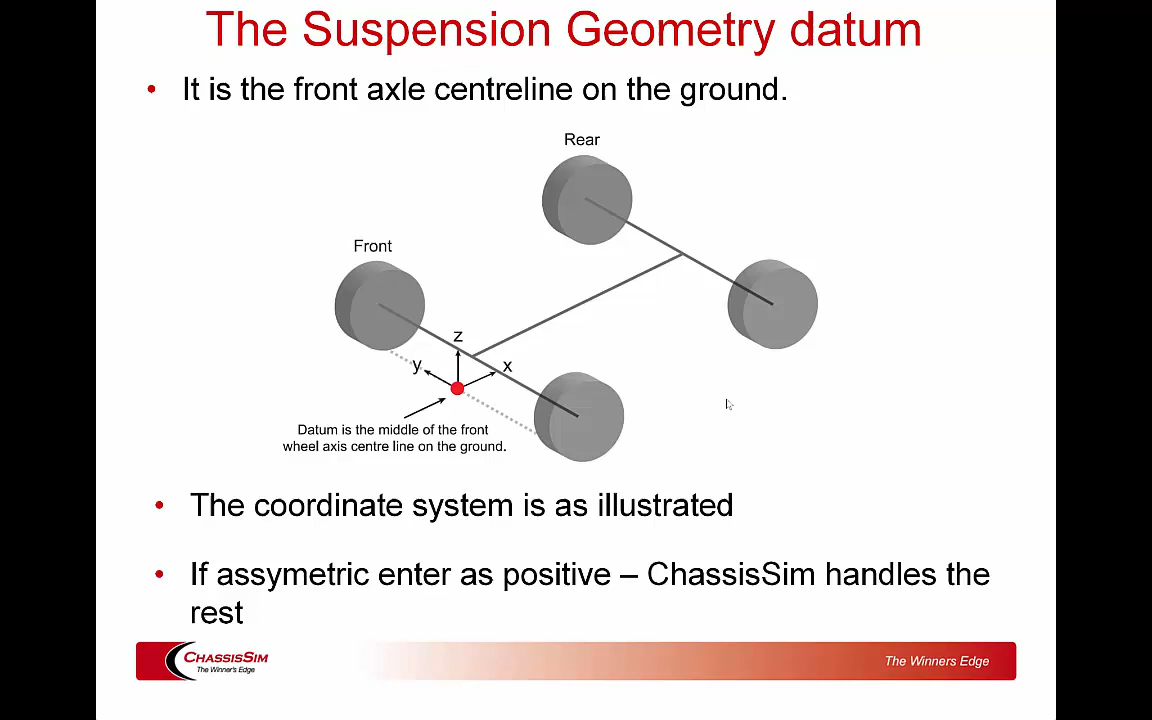 The Suspension Geometry datum
• It is the front axle centreline on the ground.
Rear
Front
z
y
x
Datum is the middle of the front
wheel axis centre line on the ground.
• The coordinate system is as illustrated
• If assymetric enter as positive – ChassisSim handles the
rest
CHASSISSIM
The Winner's Edge
The Winners Edge